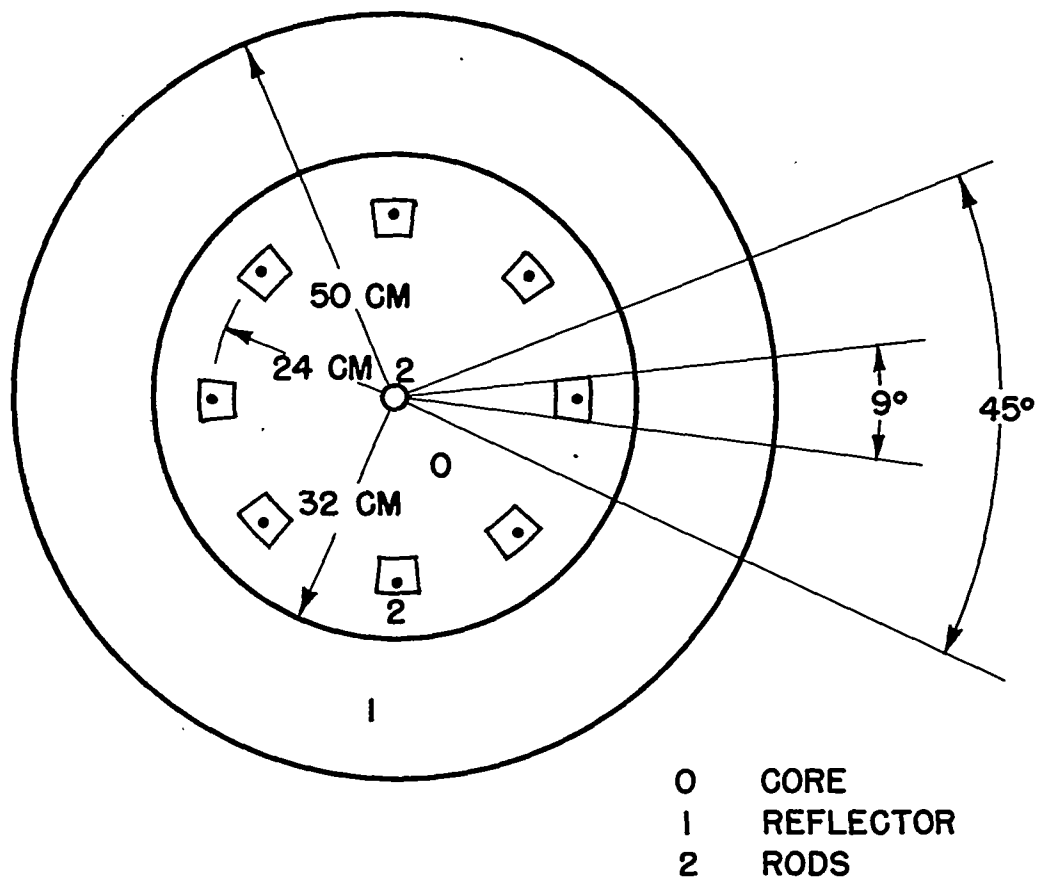 50 CM
24 CM
2
9°
45°
0
32 CM
2
1
0 CORE
1 REFLECTOR
2 RODS